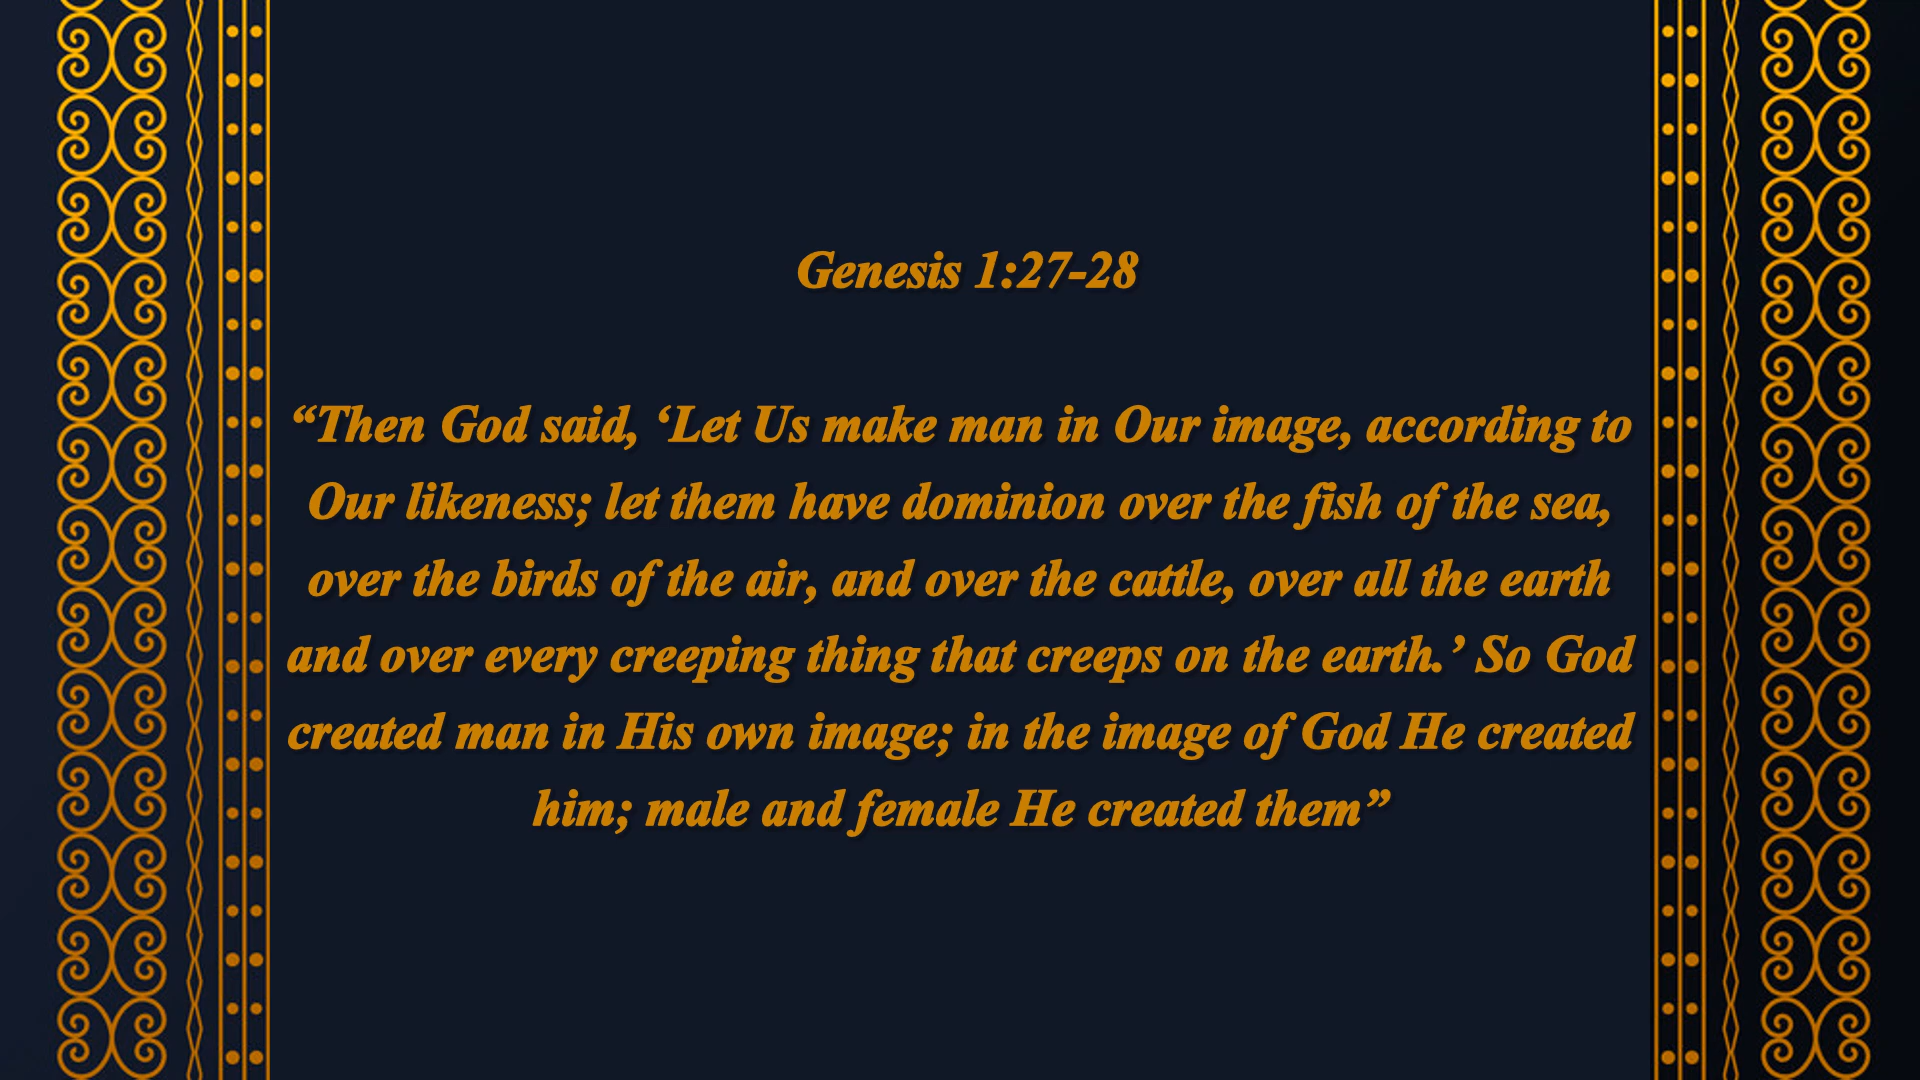 Genesis 1:27-28
“Then God said, ‘Let Us make man in Our image, according to
Our likeness; let them have dominion over the fish of the sea,
over the birds of the air, and over the cattle, over all the earth
and over every creeping thing that creeps on the earth.’ So God
created man in His own image; in the image of God He created
him; male and female He created them”